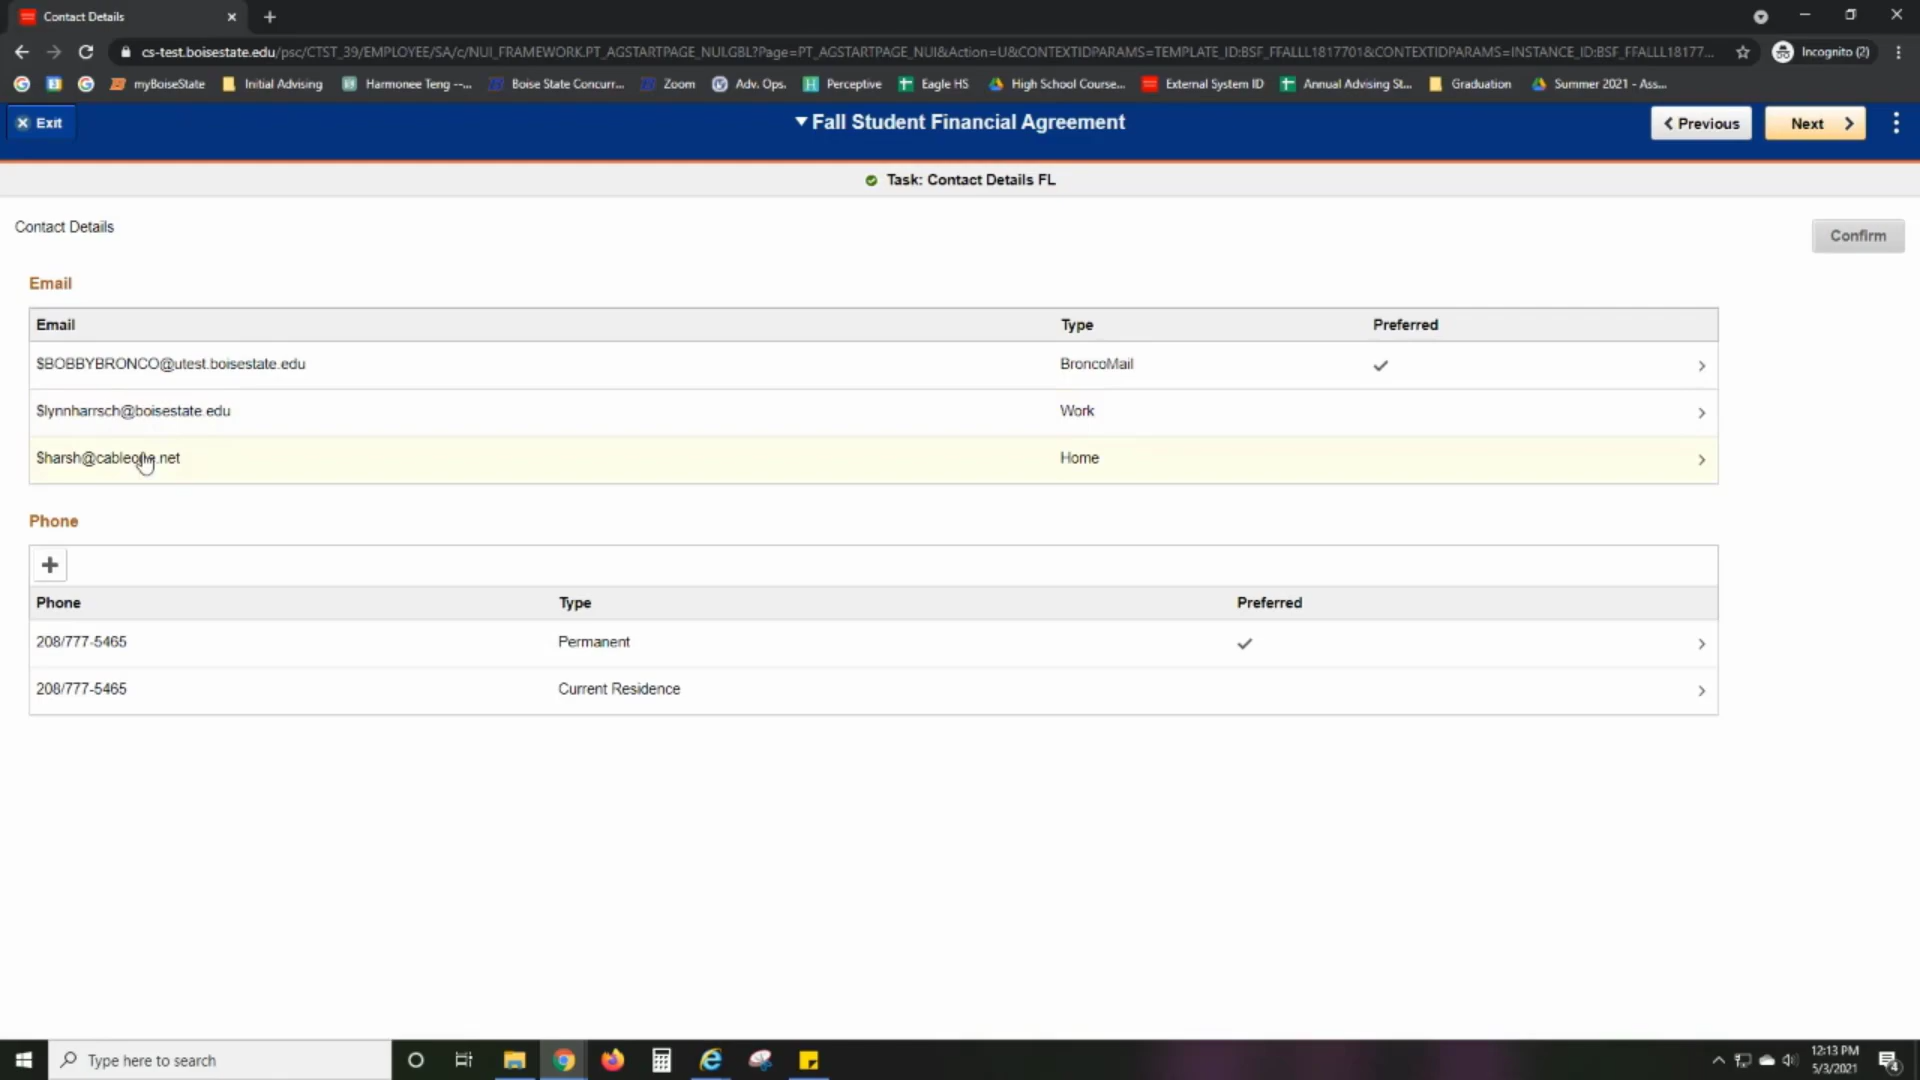 Contact Details
cs-test.boisestate.edu/psc/CTST_39/EMPLOYEE/SA/c/NUI_FRAMEWORK.PT_AGSTARTPAGE_NUI.GBL?Page=PT_AGSTARTPAGE_NUI&Action=U&CONTEXTIDPARAMS=TEMPLATE_ID:BSF_FFALLL1817701&CONTEXTIDPARAMS=INSTANCE_ID:BSF_FFALLL18177... Incognito (2)
myBoiseState Initial Advising Harmonee Teng --... Boise State Concurr... Zoom Adv. Ops. Perceptive Eagle HS High School Course... External System ID Annual Advising St... Graduation Summer 2021 - Ass...
Exit Fall Student Financial Agreement Previous Next
Task: Contact Details FL
Contact Details
Confirm
Email
Email Type Preferred
$BOBBYBRONCO@utest.boisestate.edu BroncoMail
$lynnharrsch@boisestate.edu Work
$harsh@cableone.net Home
Phone
Phone Type Preferred
208/777-5465 Permanent
208/777-5465 Current Residence
Type here to search
12:13 PM
5/3/2021
4